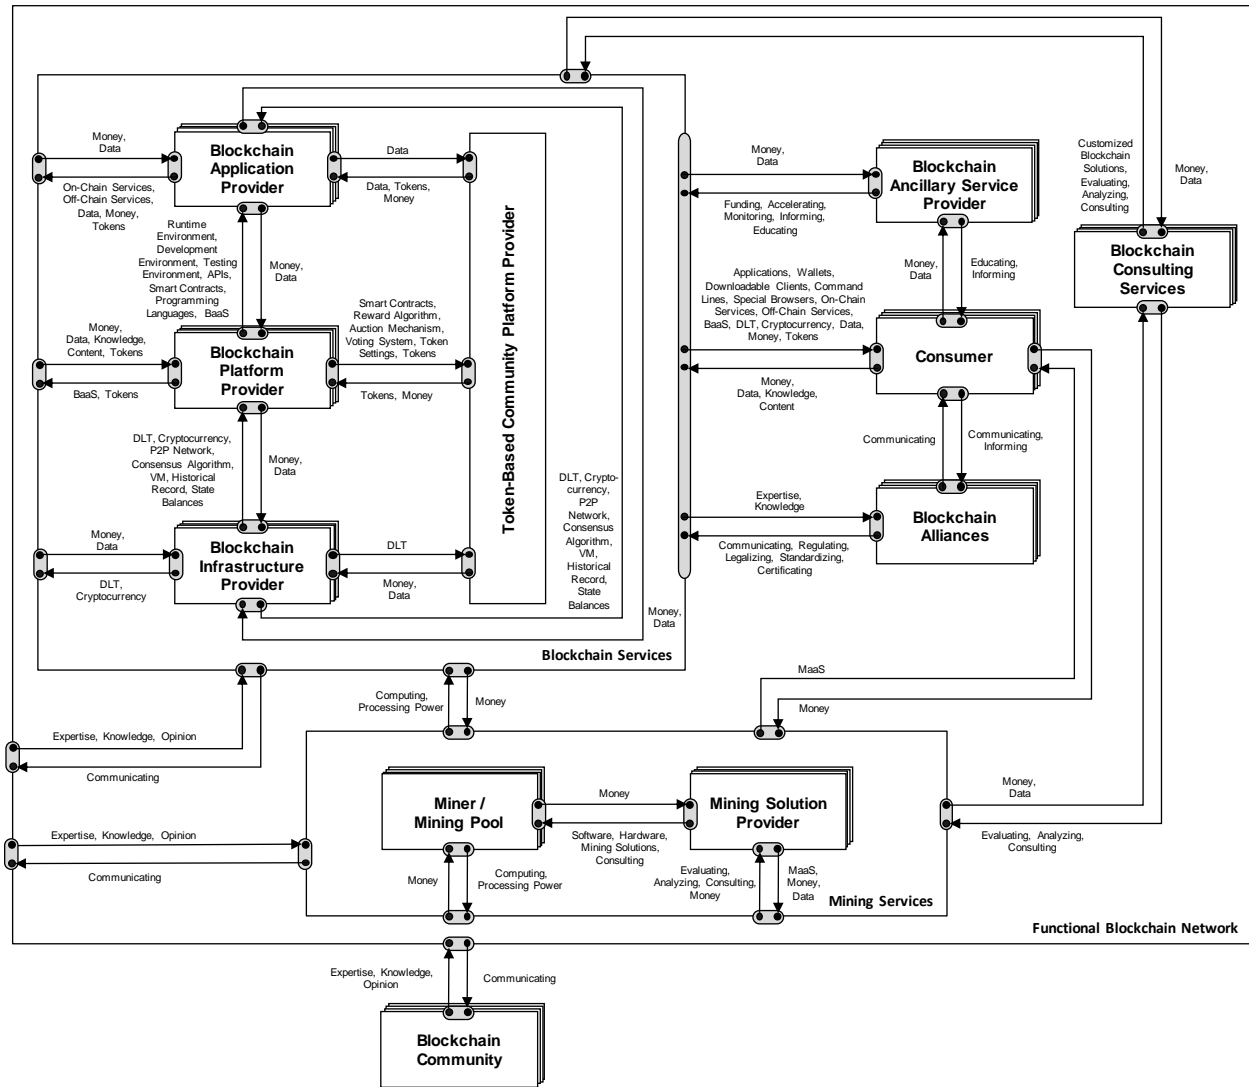 Money,
Data
On-Chain Services,
Off-Chain Services,
Data, Money,
Tokens
Blockchain
Application
Provider
Data
Data, Tokens,
Money
Runtime
Environment,
Development
Environment, Testing
Environment, APIs,
Smart Contracts,
Programming
Languages, BaaS
Money,
Data
Money,
Data, Knowledge,
Content, Tokens
BaaS, Tokens
Blockchain
Platform
Provider
Smart Contracts,
Reward Algorithm,
Auction Mechanism,
Voting System, Token
Settings, Tokens
Tokens, Money
DLT, Cryptocurrency,
P2P Network,
Consensus Algorithm,
VM, Historical
Record, State
Balances
Money,
Data
Money,
Data
DLT,
Cryptocurrency
Blockchain
Infrastructure
Provider
DLT
Money,
Data
Token-Based Community Platform Provider
DLT, Crypto-
currency,
P2P
Network,
Consensus
Algorithm,
VM,
Historical
Record,
State
Balances
Money,
Data
Blockchain Services
Money,
Data
Funding, Accelerating,
Monitoring, Informing,
Educating
Blockchain
Ancillary Service
Provider
Money,
Data
Educating,
Informing
Applications, Wallets,
Downloadable Clients, Command
Lines, Special Browsers, On-Chain
Services, Off-Chain Services,
BaaS, DLT, Cryptocurrency, Data,
Money, Tokens
Money,
Data, Knowledge,
Content
Consumer
Communicating
Communicating,
Informing
Expertise,
Knowledge
Communicating, Regulating,
Legalizing, Standardizing,
Certificating
Blockchain
Alliances
Customized
Blockchain
Solutions,
Evaluating,
Analyzing,
Consulting
Money,
Data
Blockchain
Consulting
Services
MaaS
Money
Computing,
Processing Power
Money
Expertise, Knowledge, Opinion
Communicating
Expertise, Knowledge, Opinion
Communicating
Miner /
Mining Pool
Money
Software, Hardware,
Mining Solutions,
Consulting
Mining Solution
Provider
Money
Computing,
Processing Power
Evaluating,
Analyzing, Consulting,
Money
MaaS,
Money,
Data
Mining Services
Money,
Data
Evaluating, Analyzing,
Consulting
Functional Blockchain Network
Expertise, Knowledge,
Opinion
Communicating
Blockchain
Community